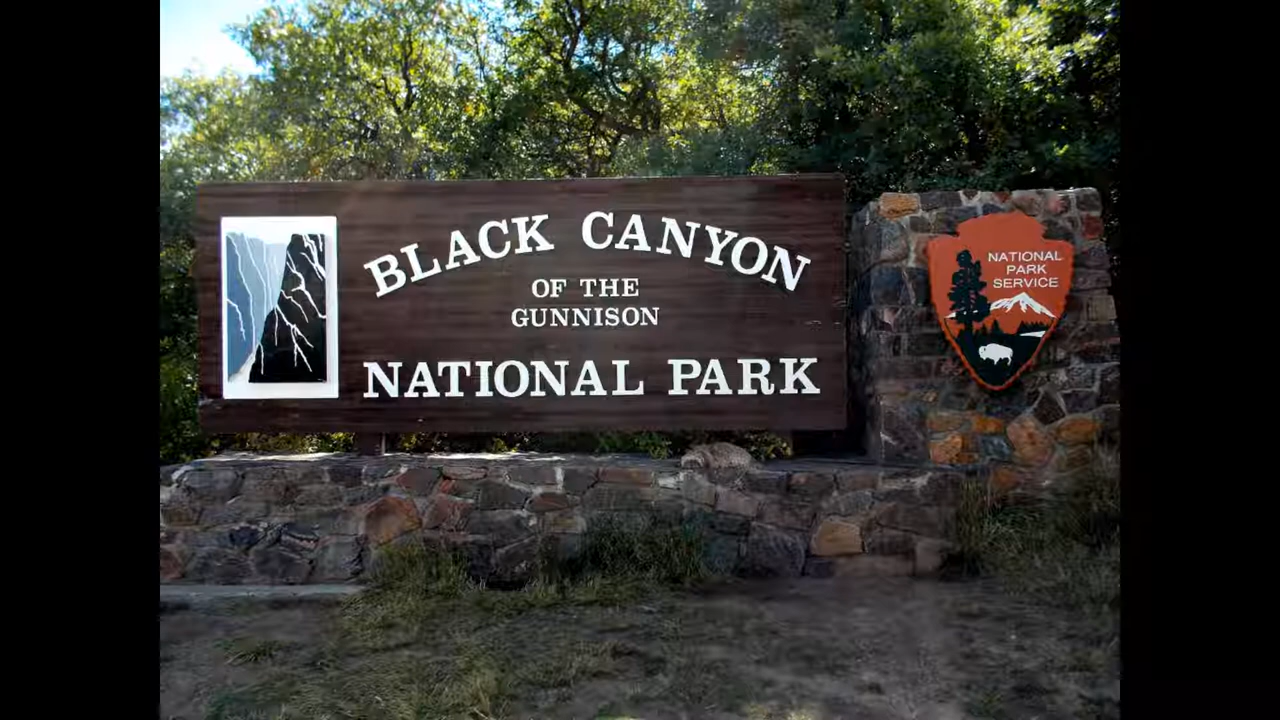 BLACK CANYON
OF THE
GUNNISON
NATIONAL PARK
NATIONAL
PARK
SERVICE